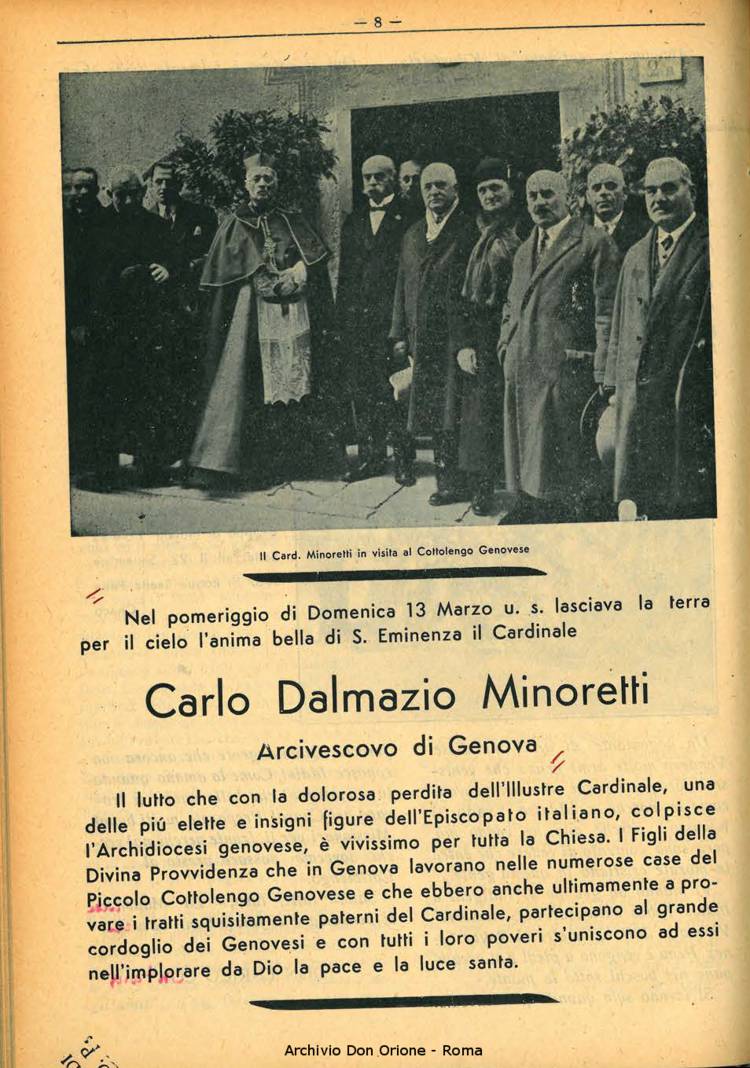 — 8 —
2A
Il Card. Minoretti in visita al Cottolengo Genovese
Nel pomeriggio di Domenica 13 Marzo u. s. lasciava la terra
per il cielo l'anima bella di S. Eminenza il Cardinale
Carlo Dalmazio Minoretti
Arcivescovo di Genova
Il lutto che con la dolorosa perdita dell'Illustre Cardinale, una
delle piú elette e insigni figure dell'Episcopato italiano, colpisce
l'Archidiocesi genovese, è vivissimo per tutta la Chiesa. I Figli della
Divina Provvidenza che in Genova lavorano nelle numerose case del
Piccolo Cottolengo Genovese e che ebbero anche ultimamente a pro-
vare i tratti squisitamente paterni del Cardinale, partecipano al grande
cordoglio dei Genovesi e con tutti i loro poveri s'uniscono ad essi
nell'implorare da Dio la pace e la luce santa.
Archivio Don Orione - Roma